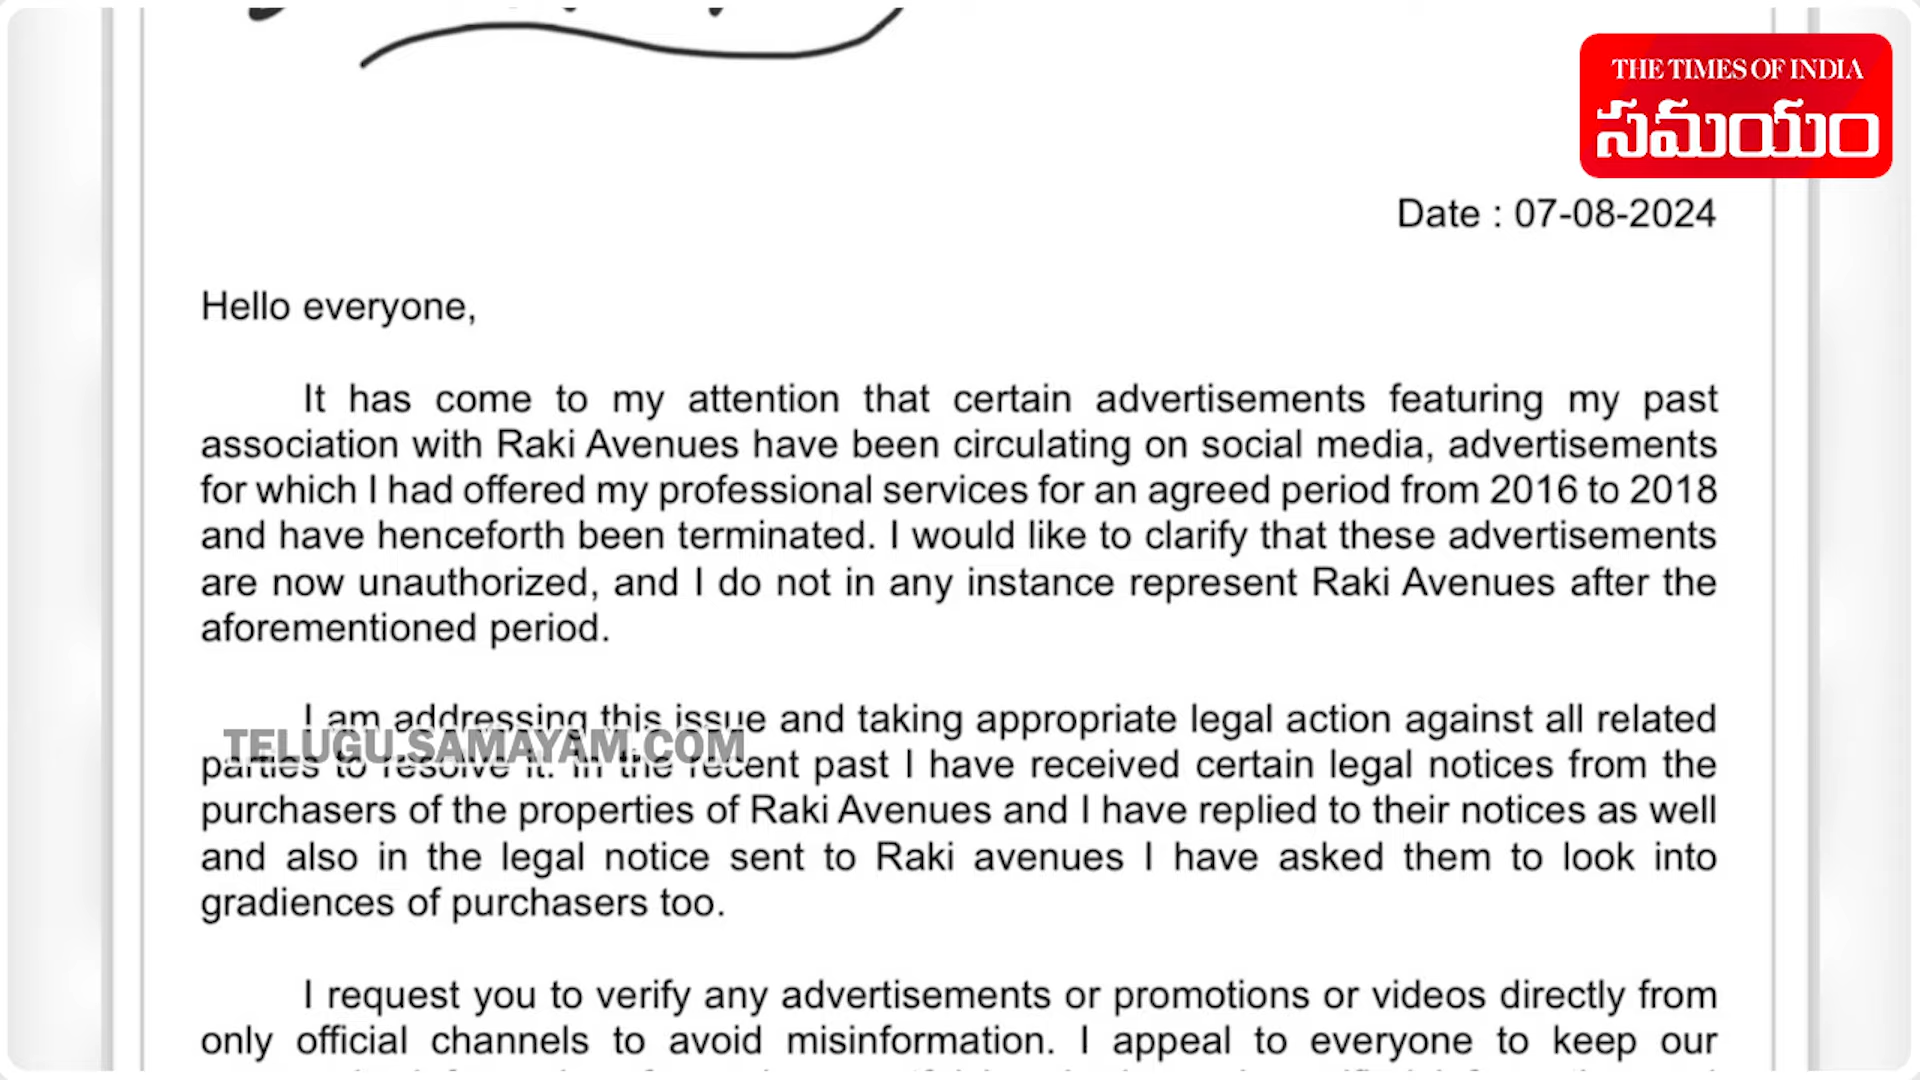 THE TIMES OF INDIA
సమయం
Date : 07-08-2024
Hello everyone,
It has come to my attention that certain advertisements featuring my past
association with Raki Avenues have been circulating on social media, advertisements
for which I had offered my professional services for an agreed period from 2016 to 2018
and have henceforth been terminated. I would like to clarify that these advertisements
are now unauthorized, and I do not in any instance represent Raki Avenues after the
aforementioned period.
I am addressing this issue and taking appropriate legal action against all related
TELUGU.SAMAYAM.COM
parties to resolve it. In the recent past I have received certain legal notices from the
purchasers of the properties of Raki Avenues and I have replied to their notices as well
and also in the legal notice sent to Raki avenues I have asked them to look into
gradiences of purchasers too.
I request you to verify any advertisements or promotions or videos directly from
only official channels to avoid misinformation. I appeal to everyone to keep our